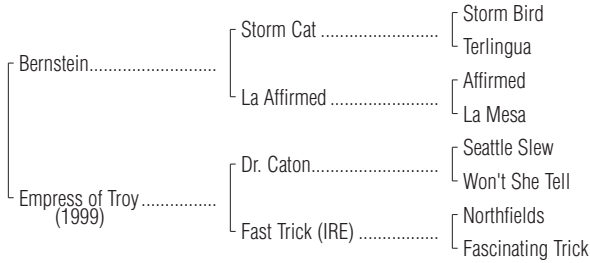 Storm Bird
Storm Cat ........................
Terlingua
Bernstein..........................
Affirmed
La Affirmed ......................
La Mesa
Seattle Slew
Dr. Caton..........................
Won't She Tell
Empress of Troy...............
(1999)
Northfields
Fast Trick (IRE) ................
Fascinating Trick